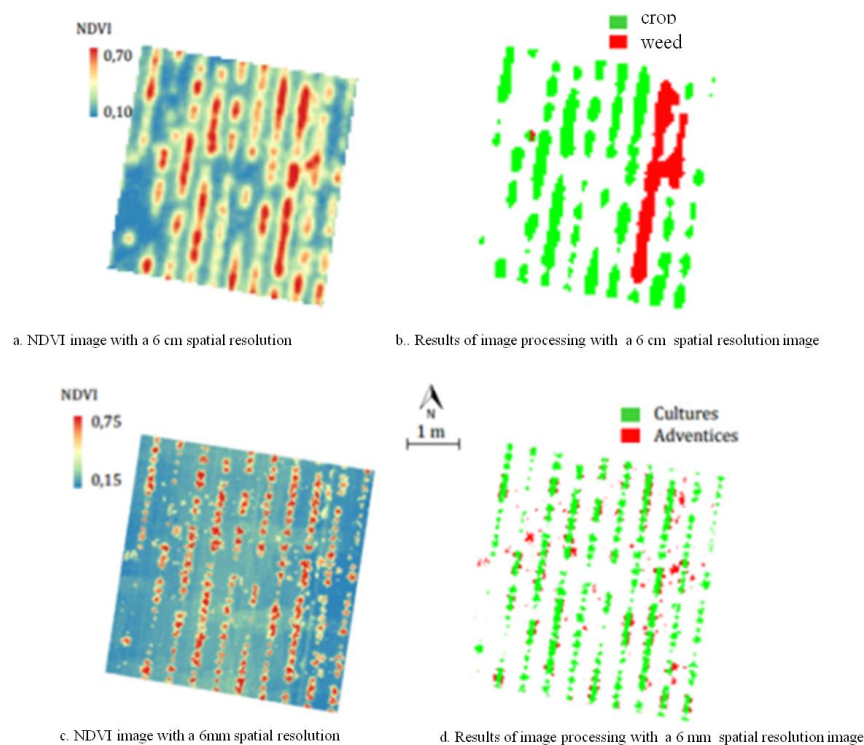 NDVI
0,70
0,10
crop
weed
a. NDVI image with a 6 cm spatial resolution
b.. Results of image processing with a 6 cm spatial resolution image
NDVI
0,75
0,15
N
1 m
Cultures
Adventices
c. NDVI image with a 6mm spatial resolution
d. Results of image processing with a 6 mm spatial resolution image